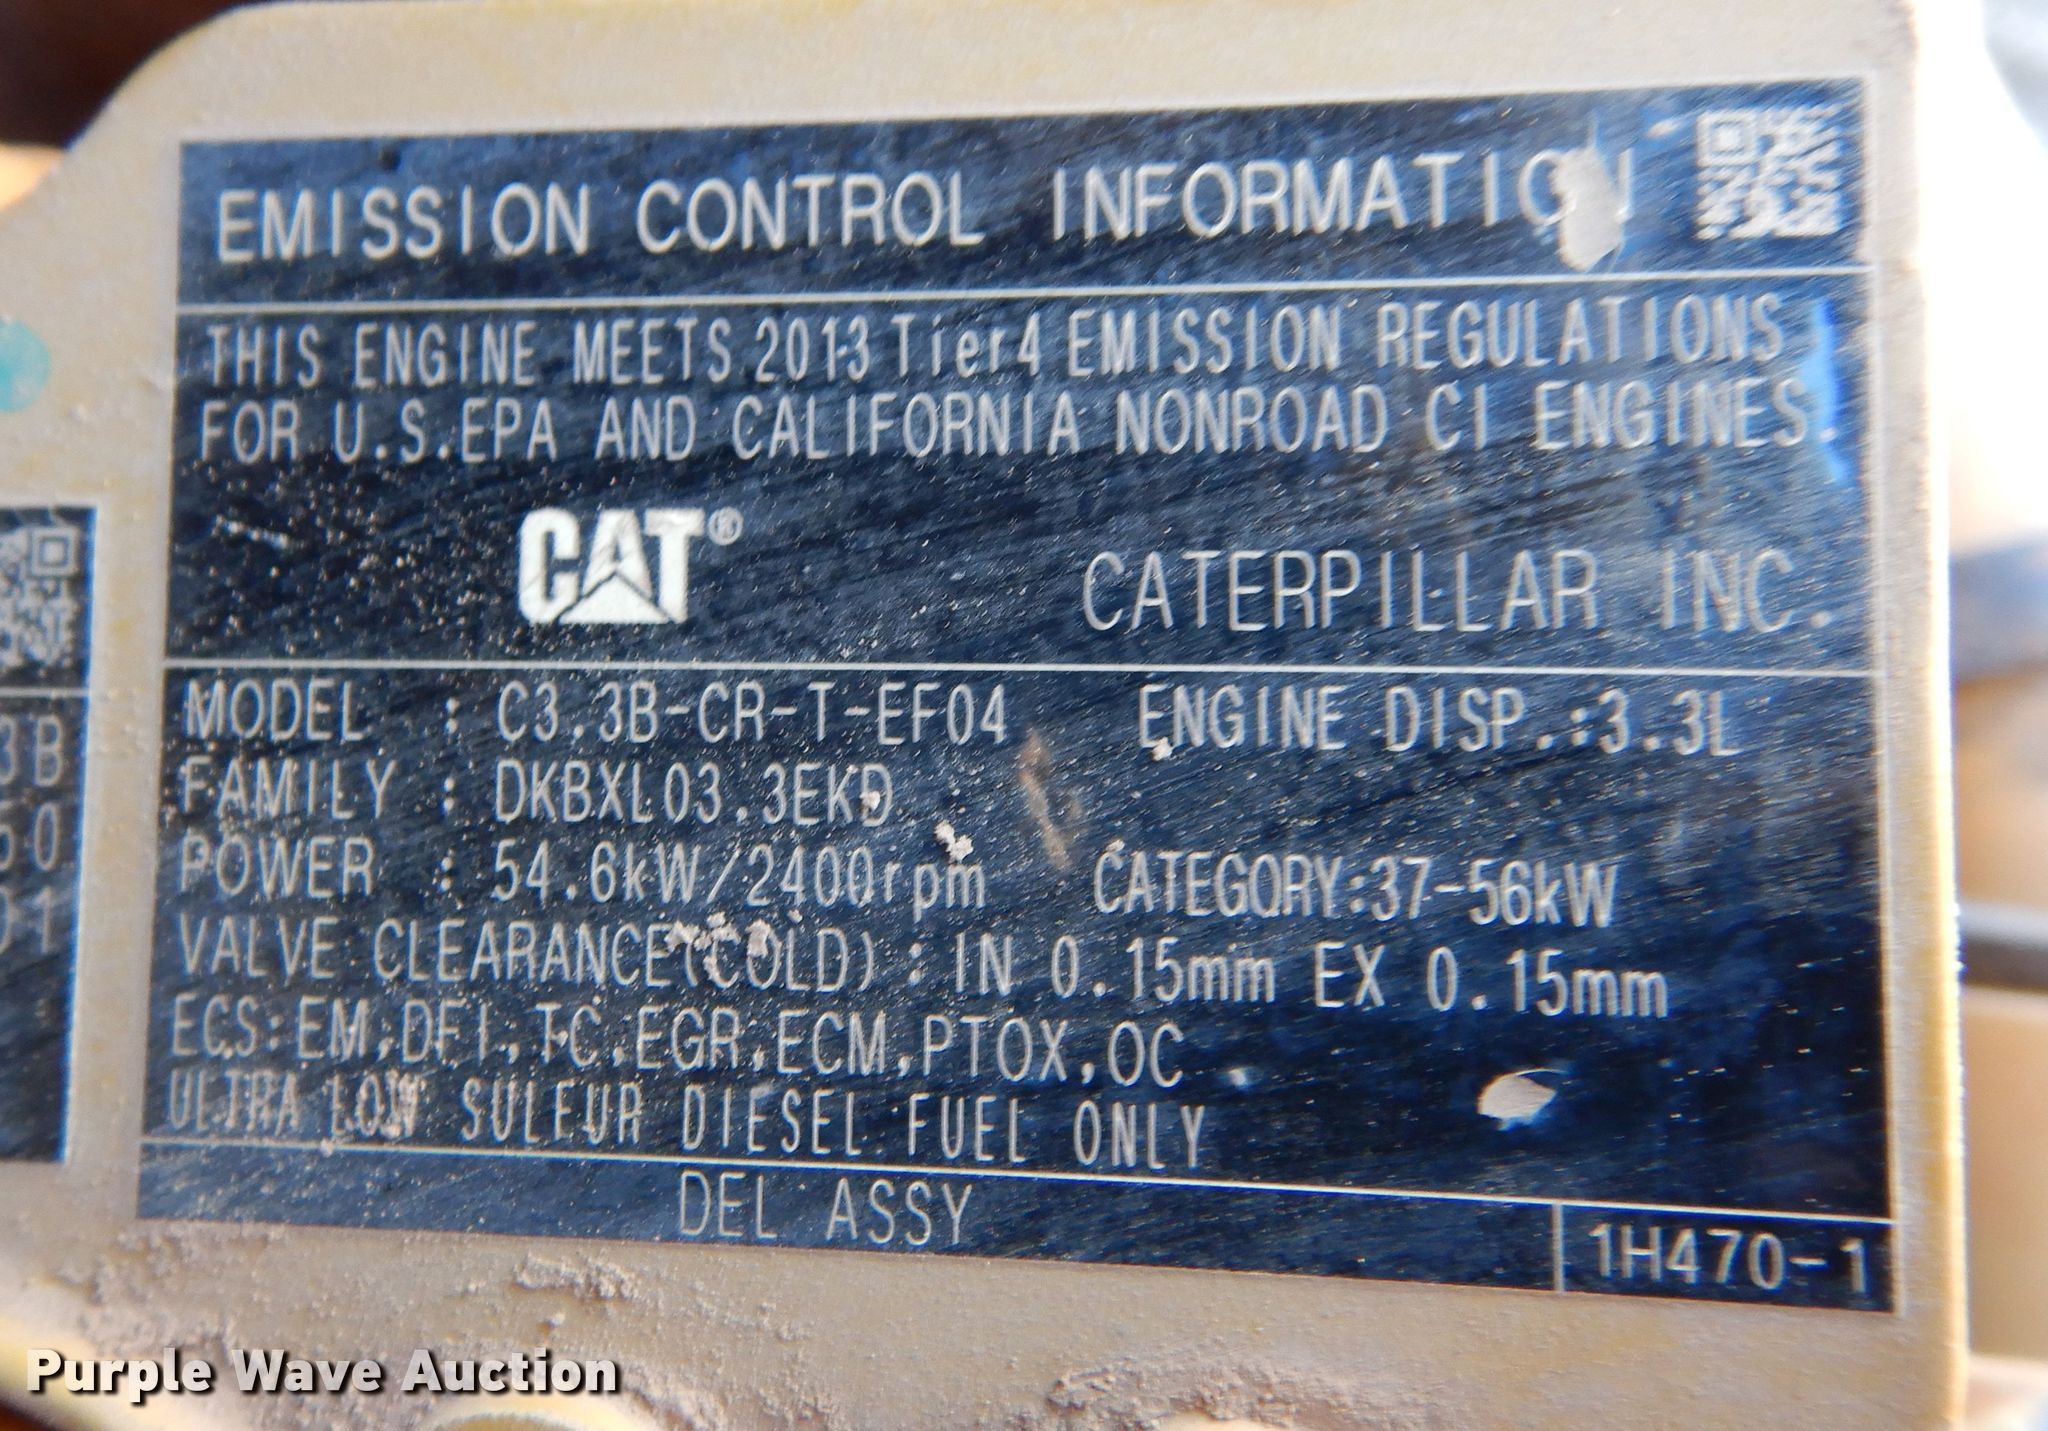 EMISSION CONTROL INFORMATION
THIS ENGINE MEETS 2013 Tier4 EMISSION REGULATIONS
FOR U.S.EPA AND CALIFORNIA NONROAD CI ENGINES.
CAT®
CATERPILLAR INC.
MODEL : C3.3B-CR-T-EF04 ENGINE DISP.:3.3L
FAMILY : DKBXL03.3EKD
POWER : 54.6kW/2400rpm CATEGORY:37-56kW
VALVE CLEARANCE(COLD): IN 0.15mm EX 0.15mm
ECS:EM,DFI,TC,EGR,ECM,PTOX,OC
ULTRA LOW SULFUR DIESEL FUEL ONLY
DEL ASSY
1H470-1
3B
50
01
Purple Wave Auction